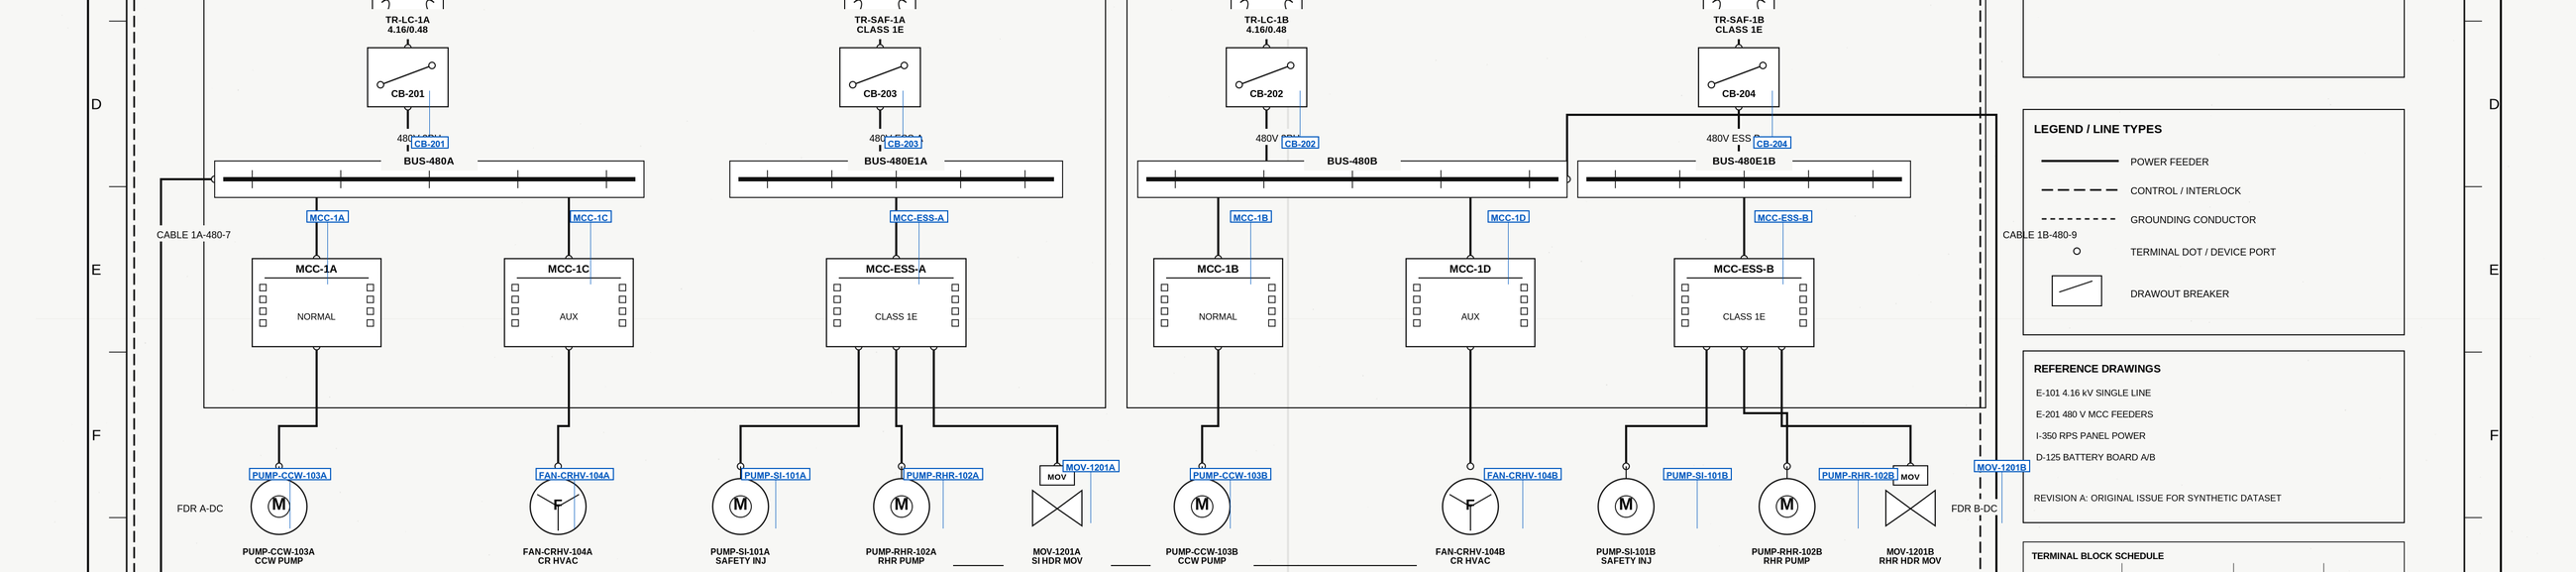 TR-LC-1A
4.16/0.48
TR-SAF-1A
CLASS 1E
TR-LC-1B
4.16/0.48
TR-SAF-1B
CLASS 1E
CB-201
CB-203
CB-202
CB-204
D
D
LEGEND / LINE TYPES
480V
480V
480V
480V ESS
CB-201
CB-203
CB-202
CB-204
BUS-480A
BUS-480E1A
BUS-480B
BUS-480E1B
POWER FEEDER
CONTROL / INTERLOCK
MCC-1A
MCC-1C
MCC-ESS-A
MCC-1B
MCC-1D
MCC-ESS-B
GROUNDING CONDUCTOR
CABLE 1A-480-7
CABLE 1B-480-9
TERMINAL DOT / DEVICE PORT
E
MCC-1A
MCC-1C
MCC-ESS-A
MCC-1B
MCC-1D
MCC-ESS-B
E
DRAWOUT BREAKER
NORMAL
AUX
CLASS 1E
NORMAL
AUX
CLASS 1E
REFERENCE DRAWINGS
E-101 4.16 kV SINGLE LINE
E-201 480 V MCC FEEDERS
I-350 RPS PANEL POWER
D-125 BATTERY BOARD A/B
F
F
PUMP-CCW-103A
FAN-CRHV-104A
PUMP-SI-101A
PUMP-RHR-102A
MOV-1201A
PUMP-CCW-103B
FAN-CRHV-104B
PUMP-SI-101B
PUMP-RHR-102B
MOV-1201B
MOV
MOV
REVISION A: ORIGINAL ISSUE FOR SYNTHETIC DATASET
FDR A-DC
M
F
M
M
M
F
M
M
FDR B-DC
PUMP-CCW-103A
CCW PUMP
FAN-CRHV-104A
CR HVAC
PUMP-SI-101A
SAFETY INJ
PUMP-RHR-102A
RHR PUMP
MOV-1201A
SI HDR MOV
PUMP-CCW-103B
CCW PUMP
FAN-CRHV-104B
CR HVAC
PUMP-SI-101B
SAFETY INJ
PUMP-RHR-102B
RHR PUMP
MOV-1201B
RHR HDR MOV
TERMINAL BLOCK SCHEDULE